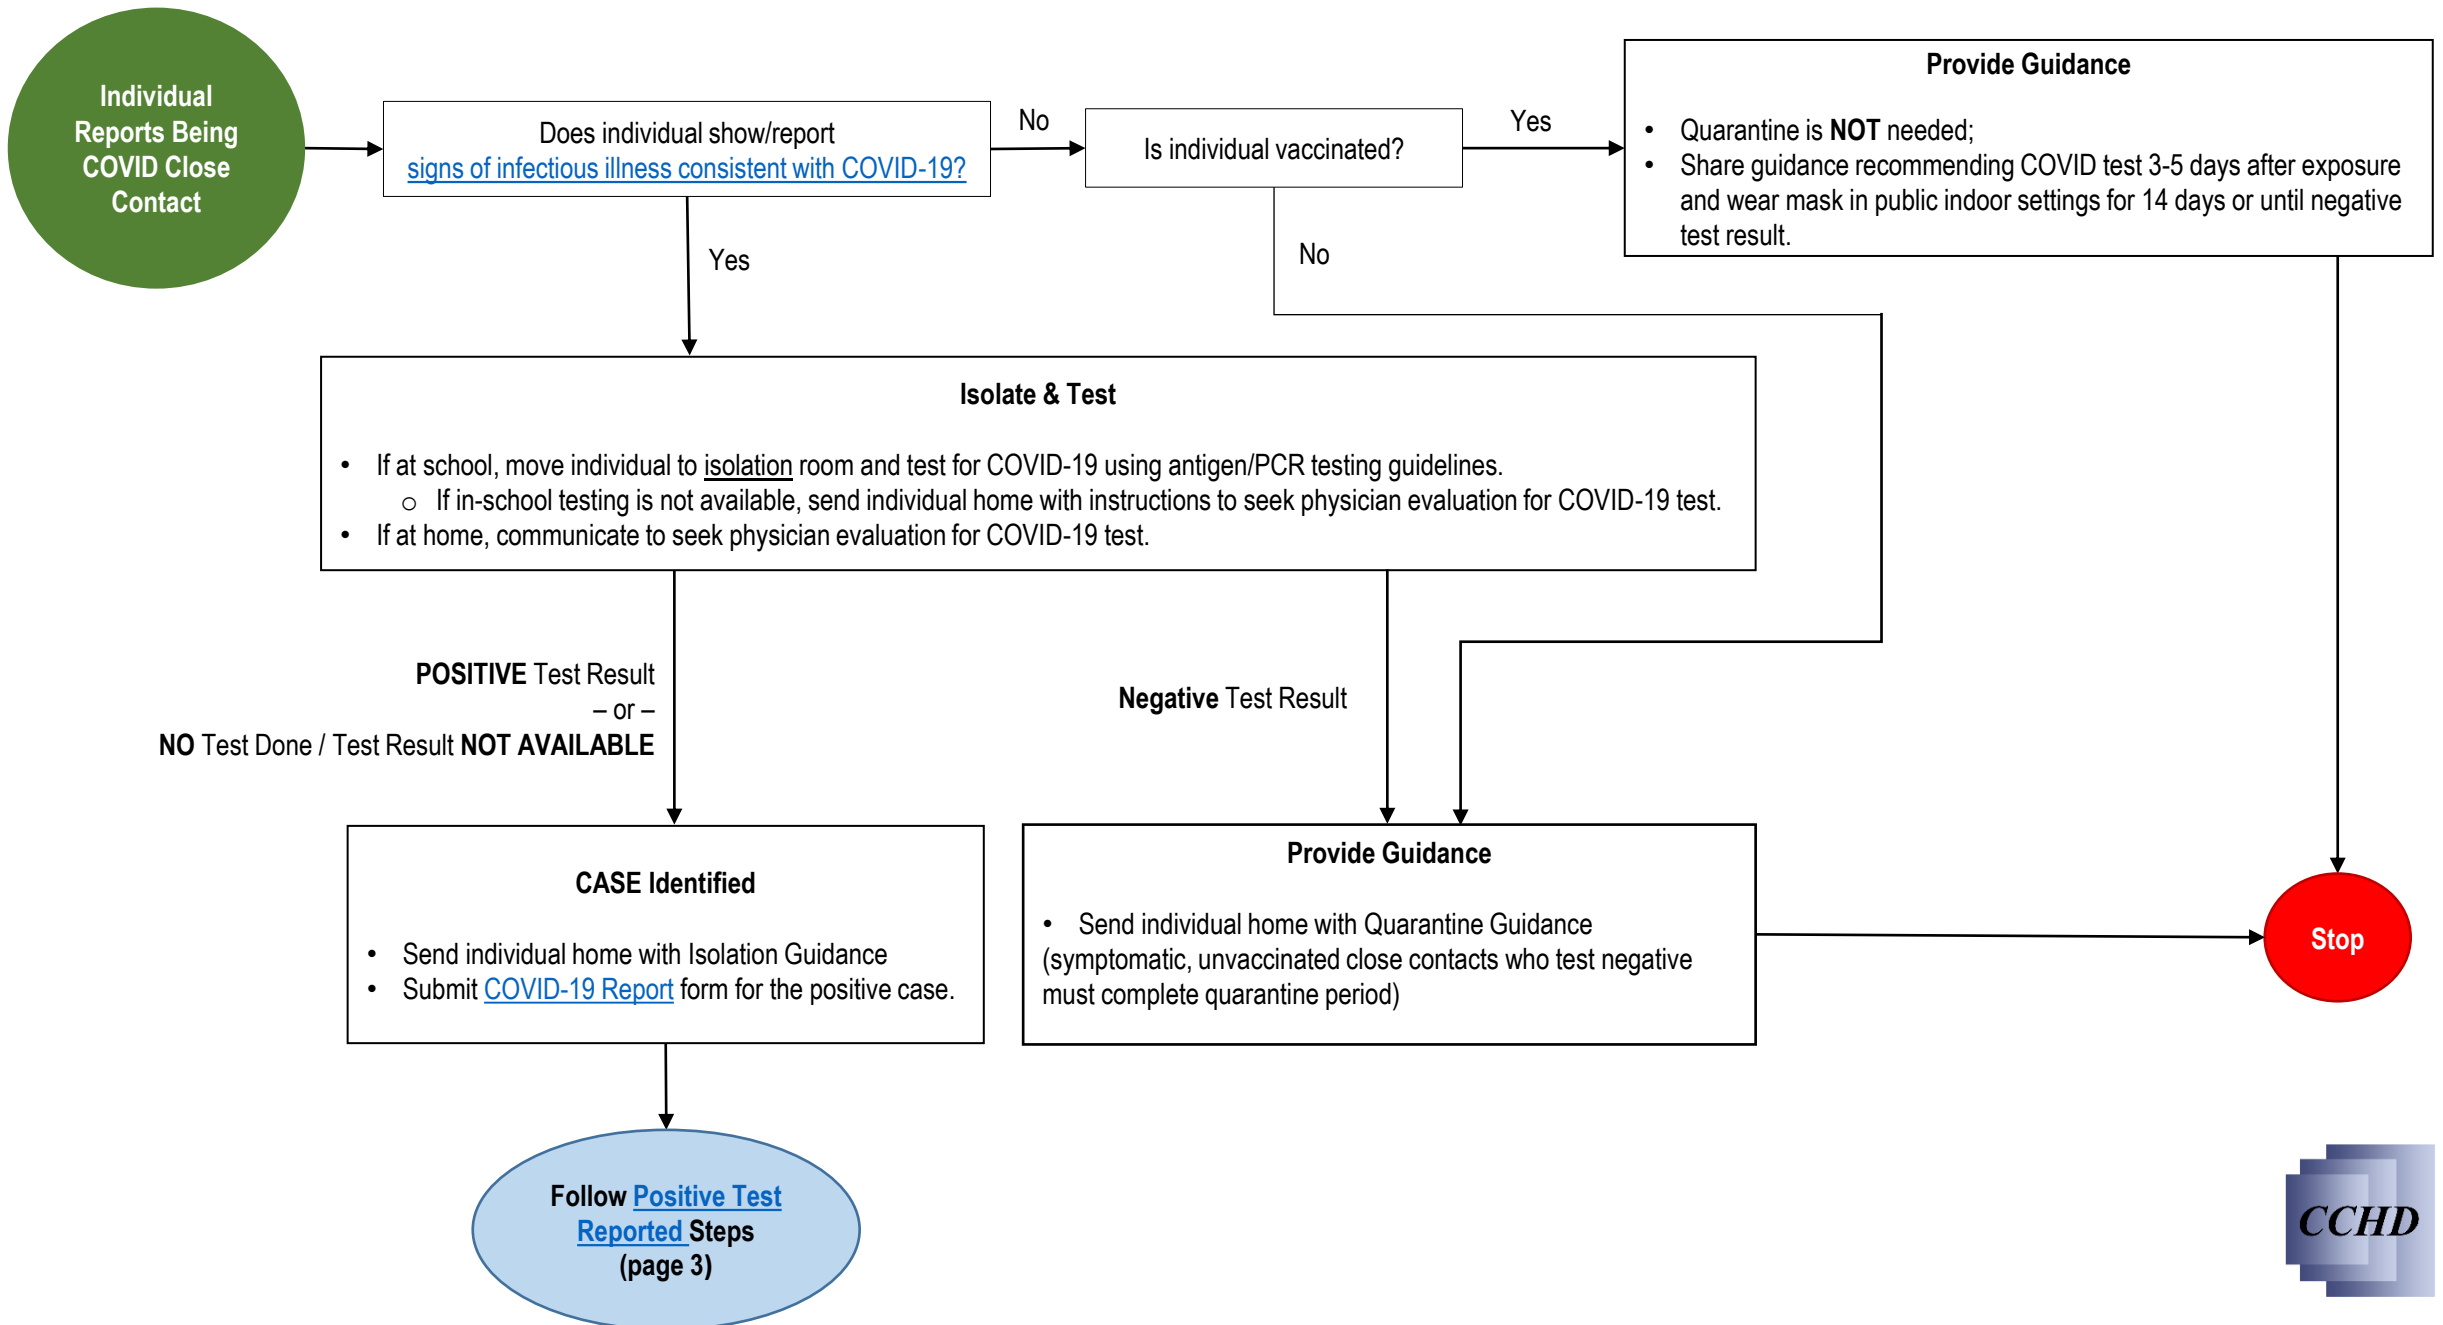 Individual
Reports Being
COVID Close
Contact
Does individual show/report
signs of infectious illness consistent with COVID-19?
No
Is individual vaccinated?
Yes
Provide Guidance
• Quarantine is NOT needed;
• Share guidance recommending COVID test 3-5 days after exposure
and wear mask in public indoor settings for 14 days or until negative
test result.
Yes
No
Isolate & Test
• If at school, move individual to isolation room and test for COVID-19 using antigen/PCR testing guidelines.
o If in-school testing is not available, send individual home with instructions to seek physician evaluation for COVID-19 test.
• If at home, communicate to seek physician evaluation for COVID-19 test.
POSITIVE Test Result
– or –
NO Test Done / Test Result NOT AVAILABLE
Negative Test Result
CASE Identified
• Send individual home with Isolation Guidance
• Submit COVID-19 Report form for the positive case.
Provide Guidance
• Send individual home with Quarantine Guidance
(symptomatic, unvaccinated close contacts who test negative
must complete quarantine period)
Stop
Follow Positive Test
Reported Steps
(page 3)
CCHD